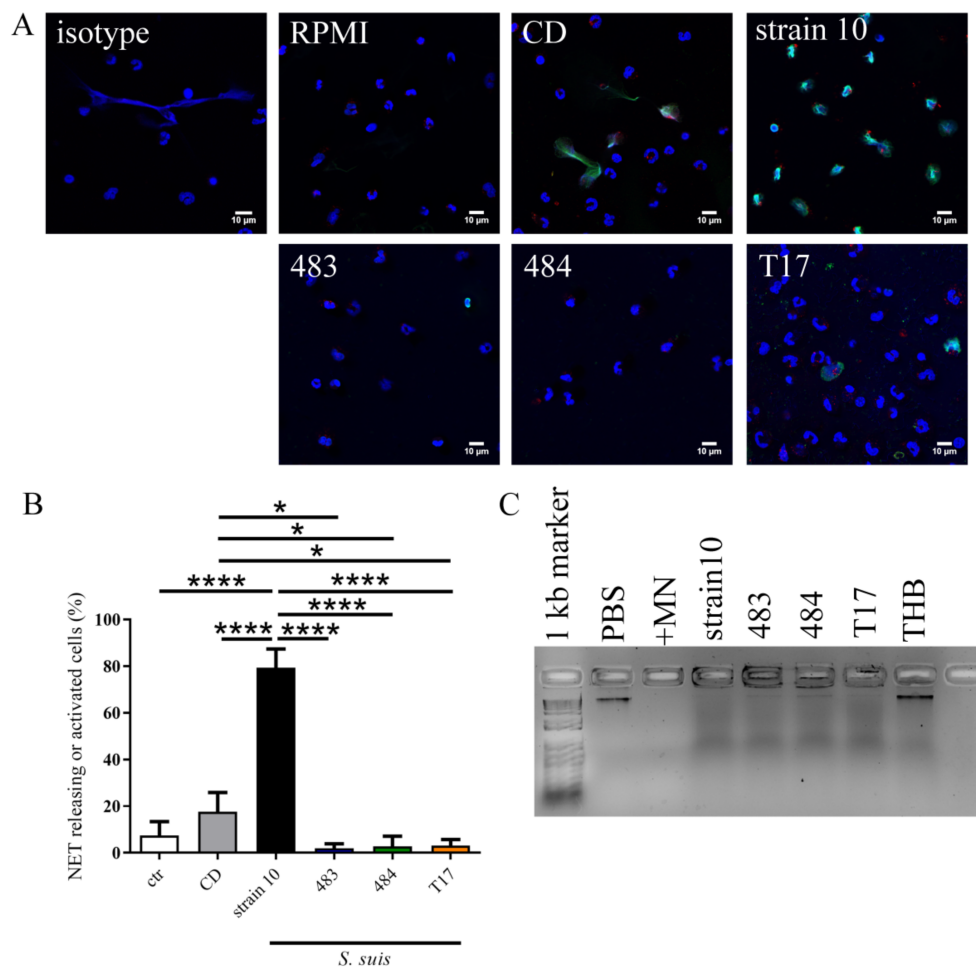 A
isotype
RPMI
CD
strain 10
10 µm
10 µm
10 µm
10 µm
483
484
T17
10 µm
10 µm
10 µm
B
*
*
*
**** ****
****
**** ****
NET releasing or activated cells (%)
100
80
60
40
20
0
ctr
CD
strain 10
483
484
T17
S. suis
C
1 kb marker
PBS
+MN
strain10
483
484
T17
THB